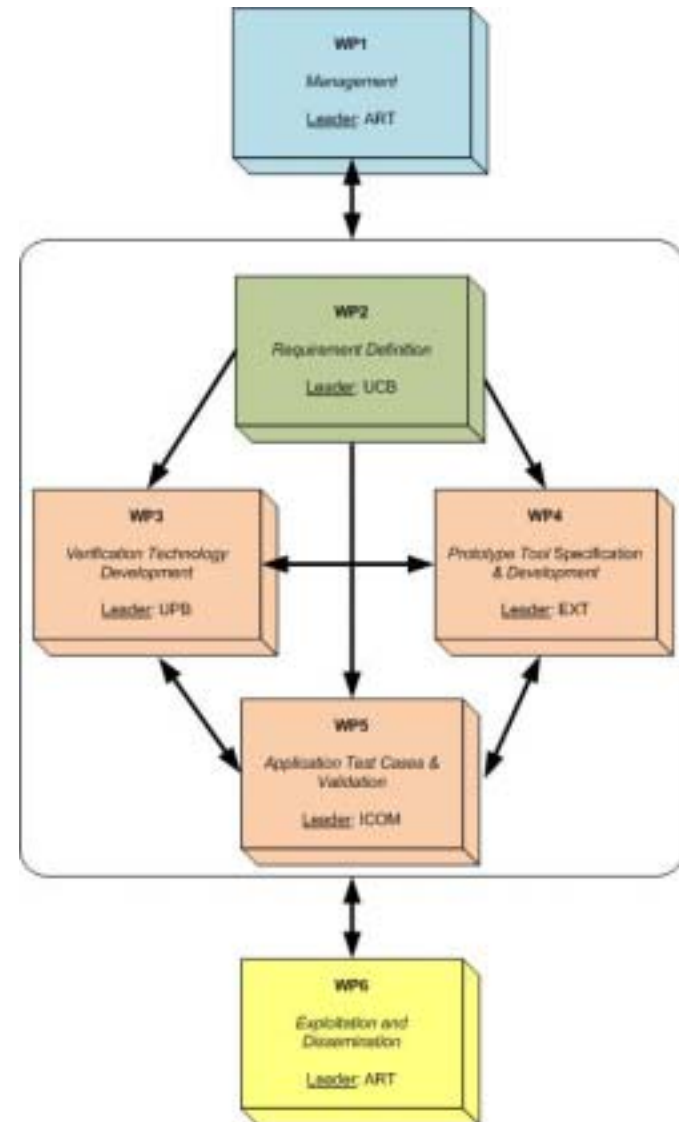 WP1
Management
Leader: ART
WP2
Requirement Definition
Leader: UCB
WP3
Verification Technology
Development
Leader: UPB
WP4
Prototype Tool Specification
& Development
Leader: EXT
WP5
Application Test Cases &
Validation
Leader: ICOM
WP6
Exploitation and
Dissemination
Leader: ART